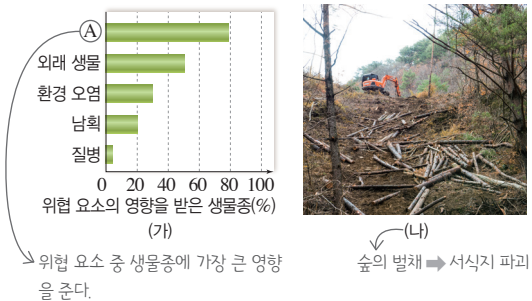 A
외래 생물
환경 오염
남획
질병
0 20 40 60 80 100
위협 요소의 영향을 받은 생물종(%)
(가)
위협 요소 중 생물종에 가장 큰 영향
을 준다.
(나)
숲의 벌채 ➡ 서식지 파괴